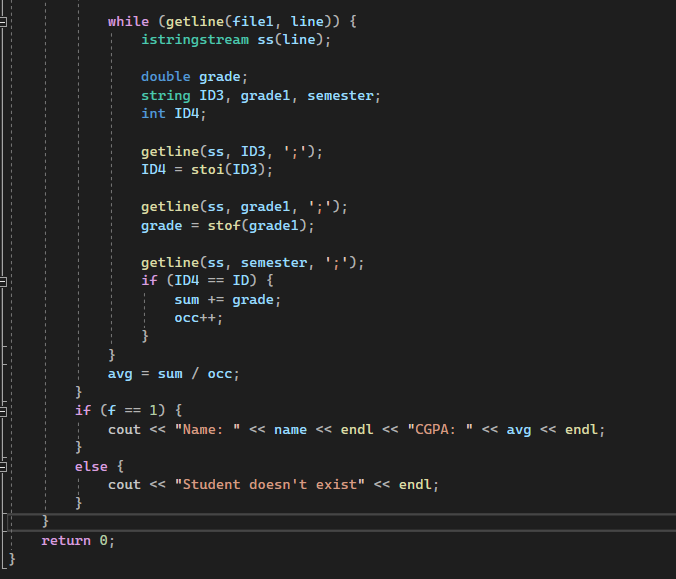 while (getline(file1, line)) {
istringstream ss(line);
double grade;
string ID3, grade1, semester;
int ID4;
getline(ss, ID3, ';');
ID4 = stoi(ID3);
getline(ss, grade1, ';');
grade = stof(grade1);
getline(ss, semester, ';');
if (ID4 == ID) {
sum += grade;
occ++;
}
}
avg = sum / occ;
}
if (f == 1) {
cout << "Name: " << name << endl << "CGPA: " << avg << endl;
}
else {
cout << "Student doesn't exist" << endl;
}
}
return 0;
}